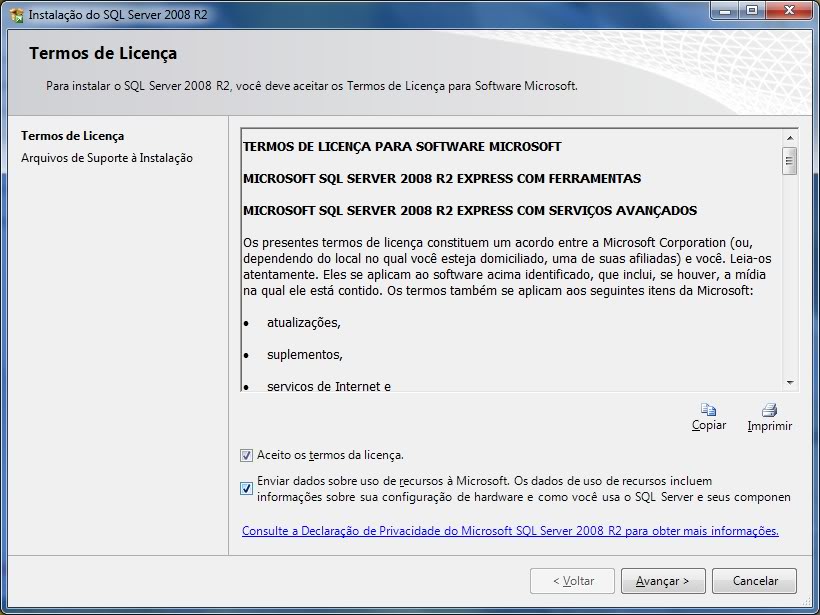 Instalação do SQL Server 2008 R2
Termos de Licença
Para instalar o SQL Server 2008 R2, você deve aceitar os Termos de Licença para Software Microsoft.
Termos de Licença
Arquivos de Suporte à Instalação
TERMOS DE LICENÇA PARA SOFTWARE MICROSOFT
MICROSOFT SQL SERVER 2008 R2 EXPRESS COM FERRAMENTAS
MICROSOFT SQL SERVER 2008 R2 EXPRESS COM SERVIÇOS AVANÇADOS
Os presentes termos de licença constituem um acordo entre a Microsoft Corporation (ou,
dependendo do local no qual você esteja domiciliado, uma de suas afiliadas) e você. Leia-os
atentamente. Eles se aplicam ao software acima identificado, que inclui, se houver, a mídia
na qual ele está contido. Os termos também se aplicam aos seguintes itens da Microsoft:
• atualizações,
• suplementos,
• serviços de Internet e
Copiar
Imprimir
Aceito os termos da licença.
Enviar dados sobre uso de recursos à Microsoft. Os dados de uso de recursos incluem
informações sobre sua configuração de hardware e como você usa o SQL Server e seus componen
Consulte a Declaração de Privacidade do Microsoft SQL Server 2008 R2 para obter mais informações.
< Voltar
Avançar >
Cancelar